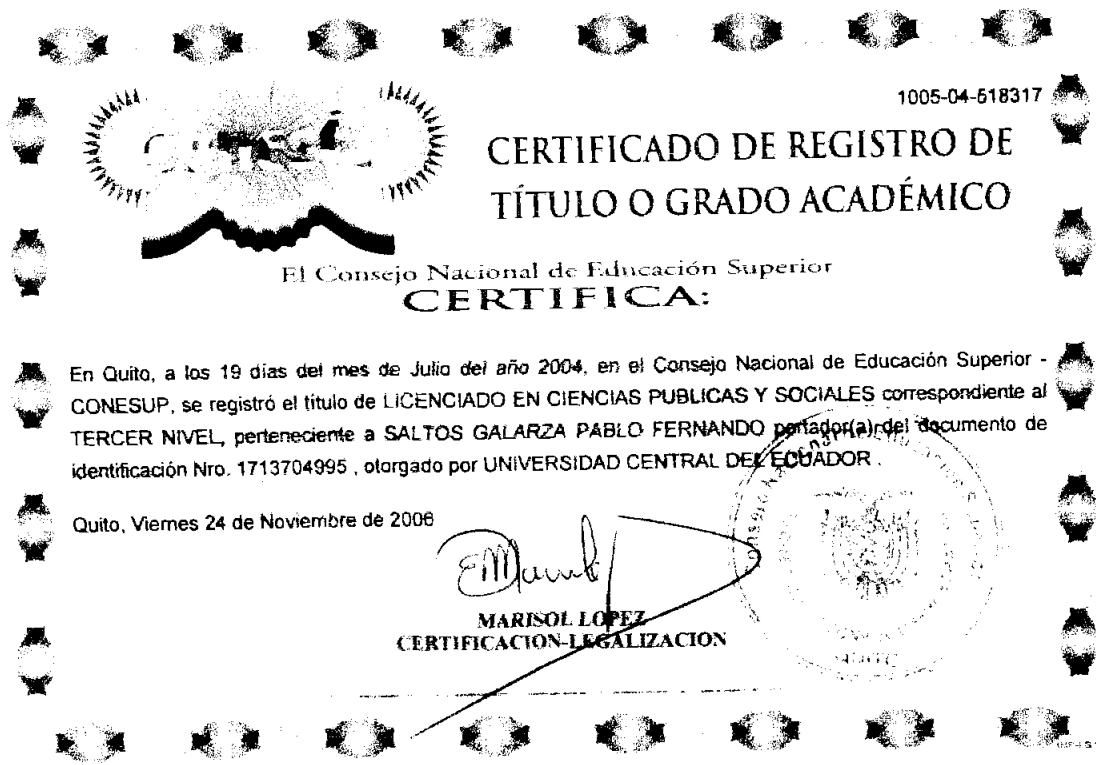 1005-04-518317
CERTIFICADO DE REGISTRO DE
TÍTULO O GRADO ACADÉMICO
El Consejo Nacional de Educación Superior
CERTIFICA:
En Quito, a los 19 días del mes de Julio del año 2004, en el Consejo Nacional de Educación Superior -
CONESUP, se registró el título de LICENCIADO EN CIENCIAS PUBLICAS Y SOCIALES correspondiente al
TERCER NIVEL, perteneciente a SALTOS GALARZA PABLO FERNANDO portador(a) del documento de
identificación Nro. 1713704995 , otorgado por UNIVERSIDAD CENTRAL DEL ECUADOR .
Quito, Viernes 24 de Noviembre de 2006
MARISOL LOPEZ
CERTIFICACION-LEGALIZACION
QUITO